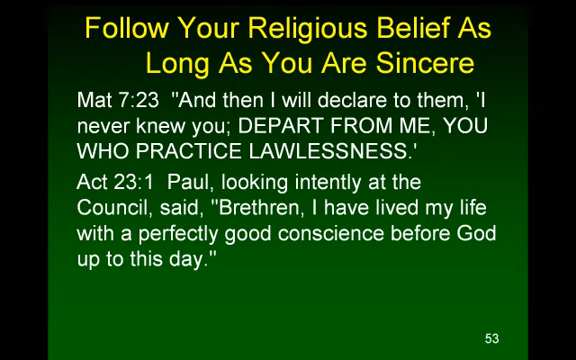 Follow Your Religious Belief As
Long As You Are Sincere
Mat 7:23 "And then I will declare to them, 'I
never knew you; DEPART FROM ME, YOU
WHO PRACTICE LAWLESSNESS.'
Act 23:1 Paul, looking intently at the
Council, said, "Brethren, I have lived my life
with a perfectly good conscience before God
up to this day."
53